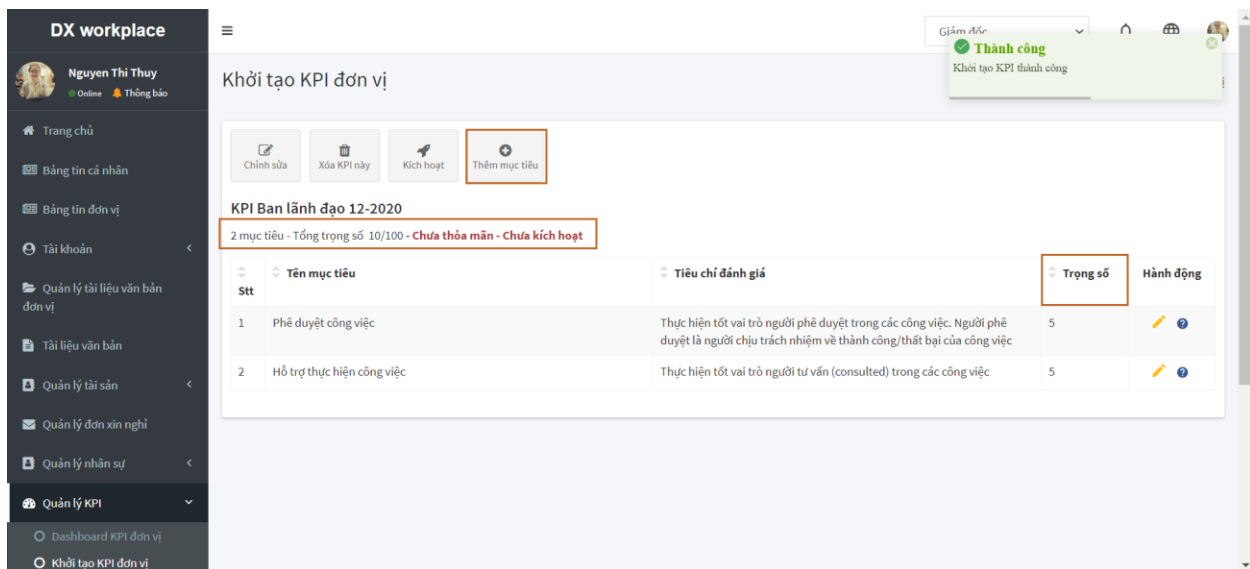 DX workplace
Nguyen Thi Thuy
Online Thông báo
Trang chủ
Bảng tin cá nhân
Bảng tin đơn vị
Tài khoản
Quản lý tài liệu văn bản
đơn vị
Tài liệu văn bản
Quản lý tài sản
Quản lý đơn xin nghỉ
Quản lý nhân sự
Quản lý KPI
Dashboard KPI đơn vị
Khởi tạo KPI đơn vị
Giám đốc
Thành công
Khởi tạo KPI thành công
Khởi tạo KPI đơn vị
Chỉnh sửa
Xóa KPI này
Kích hoạt
Thêm mục tiêu
KPI Ban lãnh đạo 12-2020
2 mục tiêu - Tổng trọng số 10/100 - Chưa thỏa mãn - Chưa kích hoạt
Stt Tên mục tiêu Tiêu chí đánh giá Trọng số Hành động
1 Phê duyệt công việc Thực hiện tốt vai trò người phê duyệt trong các công việc. Người phê 5
duyệt là người chịu trách nhiệm về thành công/thất bại của công việc
2 Hỗ trợ thực hiện công việc Thực hiện tốt vai trò người tư vấn (consulted) trong các công việc 5